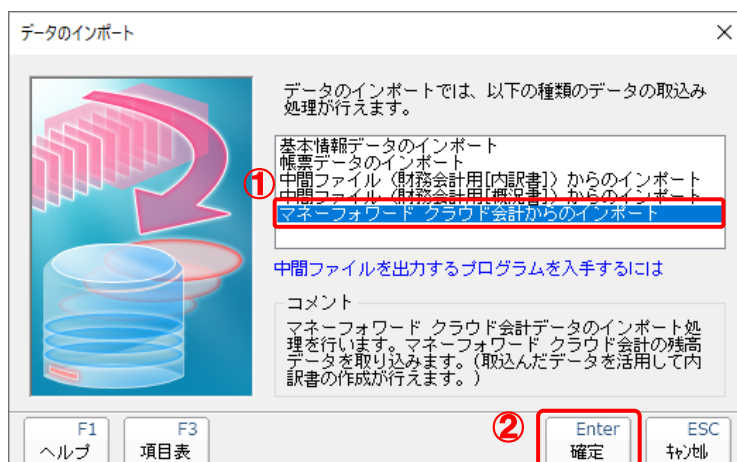 データのインポート
データのインポートでは、以下の種類のデータの取込み
処理が行えます。
基本情報データのインポート
帳票データのインポート
①
中間ファイル（財務会計用[内訳書]）からのインポート
中間ファイル（財務会計用[概況書]）からのインポート
マネーフォワード クラウド会計からのインポート
中間ファイルを出力するプログラムを入手するには
コメント
マネーフォワード クラウド会計データのインポート処
理を行います。マネーフォワード クラウド会計の残高
データを取り込みます。(取込んだデータを活用して内
訳書の作成が行えます。)
②
F1
ヘルプ
F3
項目表
Enter
確定
ESC
ｷｬﾝｾﾙ